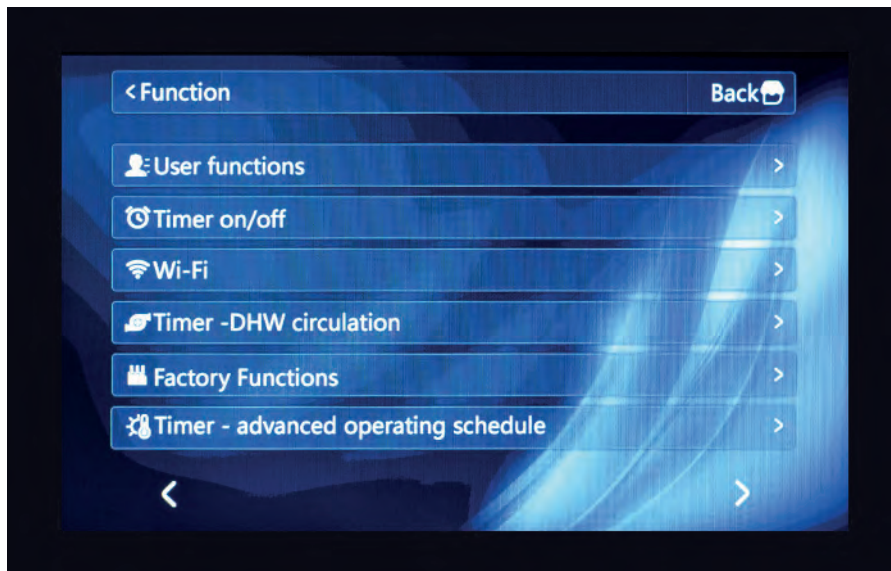 <Function Back
User functions >
Timer on/off >
Wi-Fi >
Timer -DHW circulation >
Factory Functions >
Timer - advanced operating schedule >
< >